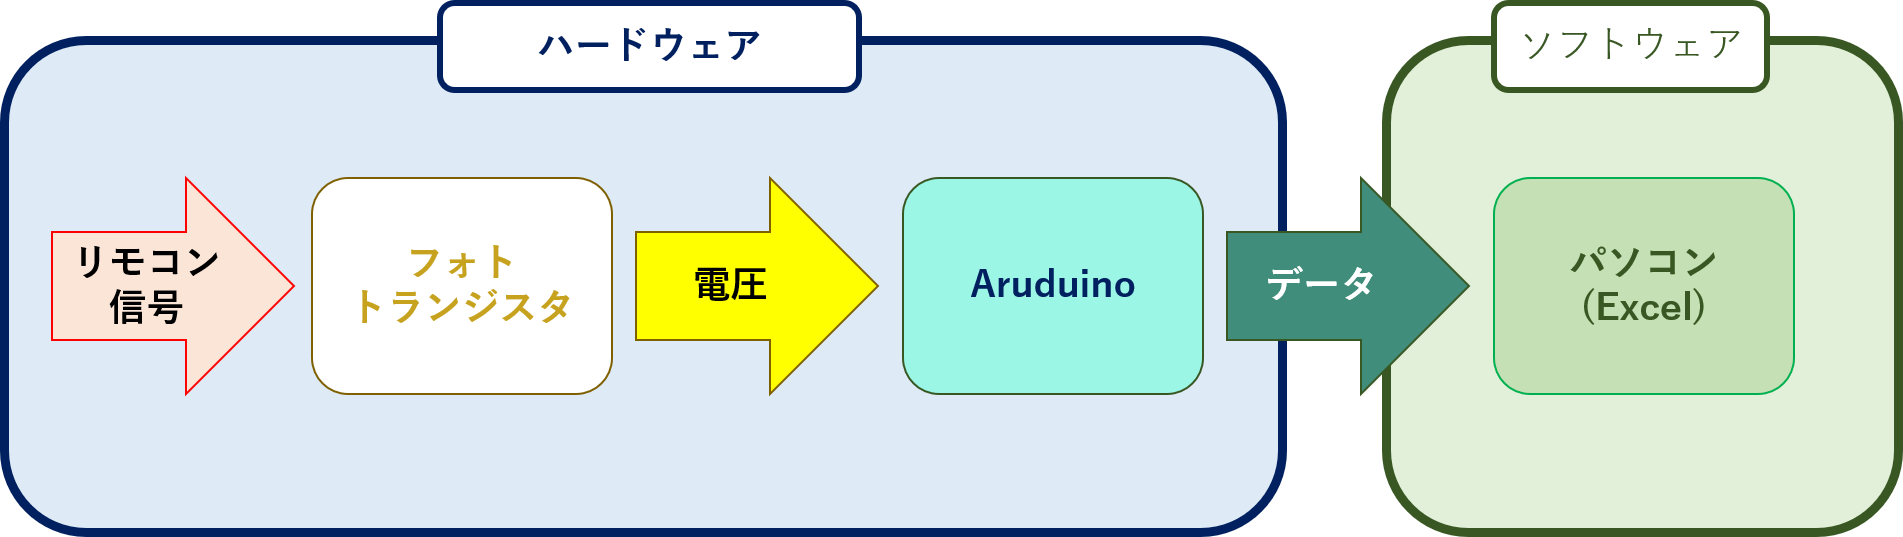 ハードウェア
ソフトウェア
リモコン
信号
フォト
トランジスタ
電圧
Aruduino
データ
パソコン
(Excel)